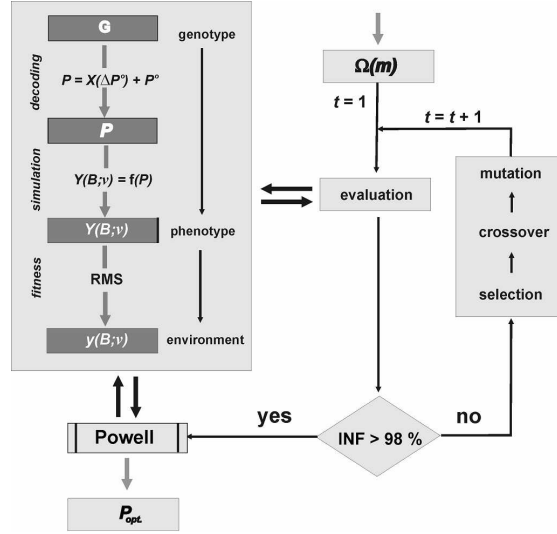 G
genotype
decoding
P = X(ΔP°) + P°
P
simulation
Y(B;ν) = f(P)
Y(B;ν)
phenotype
fitness
RMS
y(B;ν)
environment
Powell
P opt.
Ω(m)
t = 1
t = t + 1
evaluation
mutation
crossover
selection
yes
INF > 98 %
no